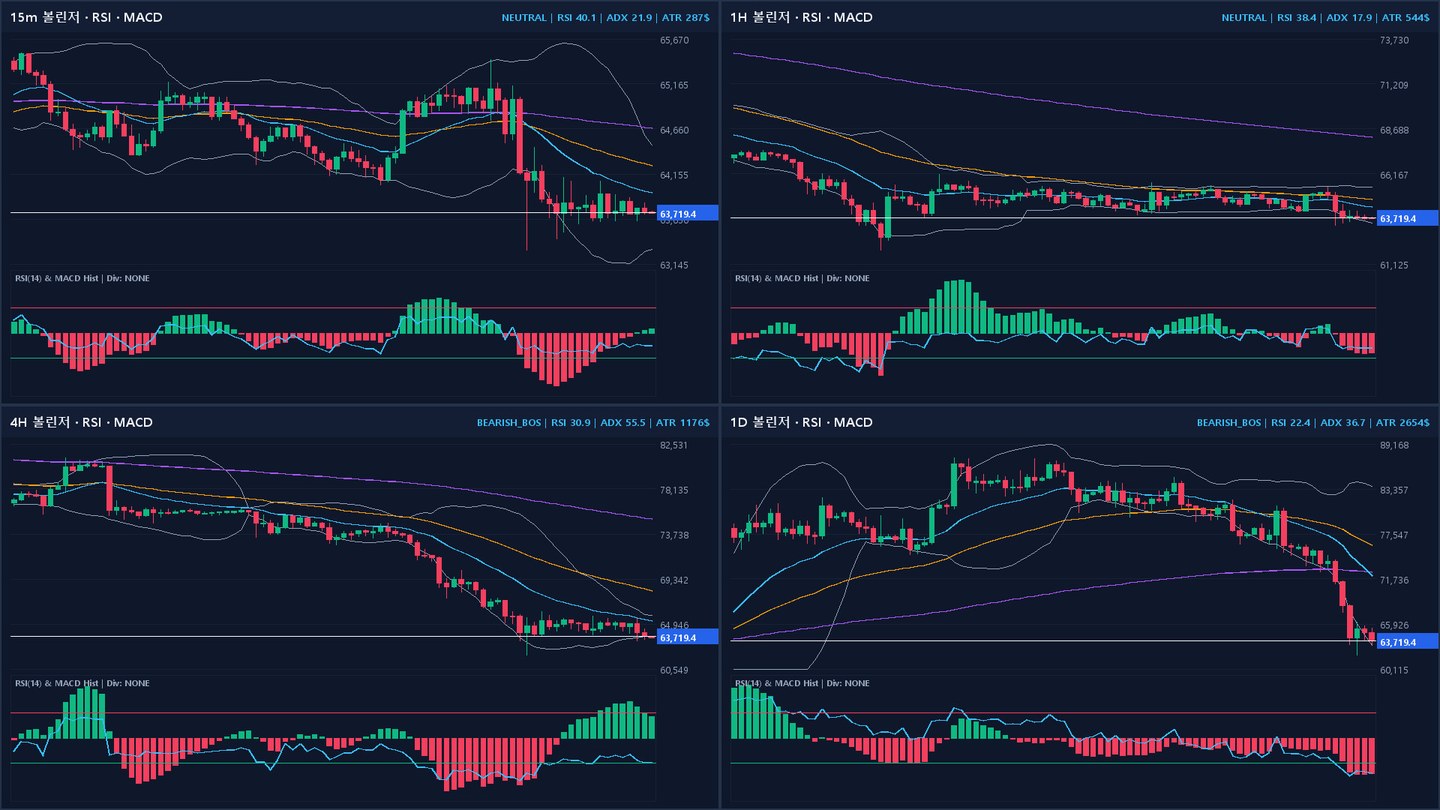 15m 볼린저 · RSI · MACD
NEUTRAL | RSI 40.1 | ADX 21.9 | ATR 287$
65,670
65,165
64,660
64,155
63,719.4
63,145
RSI(14) & MACD Hist | Div: NONE
1H 볼린저 · RSI · MACD
NEUTRAL | RSI 38.4 | ADX 17.9 | ATR 544$
73,730
71,209
68,688
66,167
63,719.4
61,125
RSI(14) & MACD Hist | Div: NONE
4H 볼린저 · RSI · MACD
BEARISH_BOS | RSI 30.9 | ADX 55.5 | ATR 1176$
82,531
78,135
73,738
69,342
64,946
63,719.4
60,549
RSI(14) & MACD Hist | Div: NONE
1D 볼린저 · RSI · MACD
BEARISH_BOS | RSI 22.4 | ADX 36.7 | ATR 2654$
89,168
83,357
77,547
71,736
65,926
63,719.4
60,115
RSI(14) & MACD Hist | Div: NONE